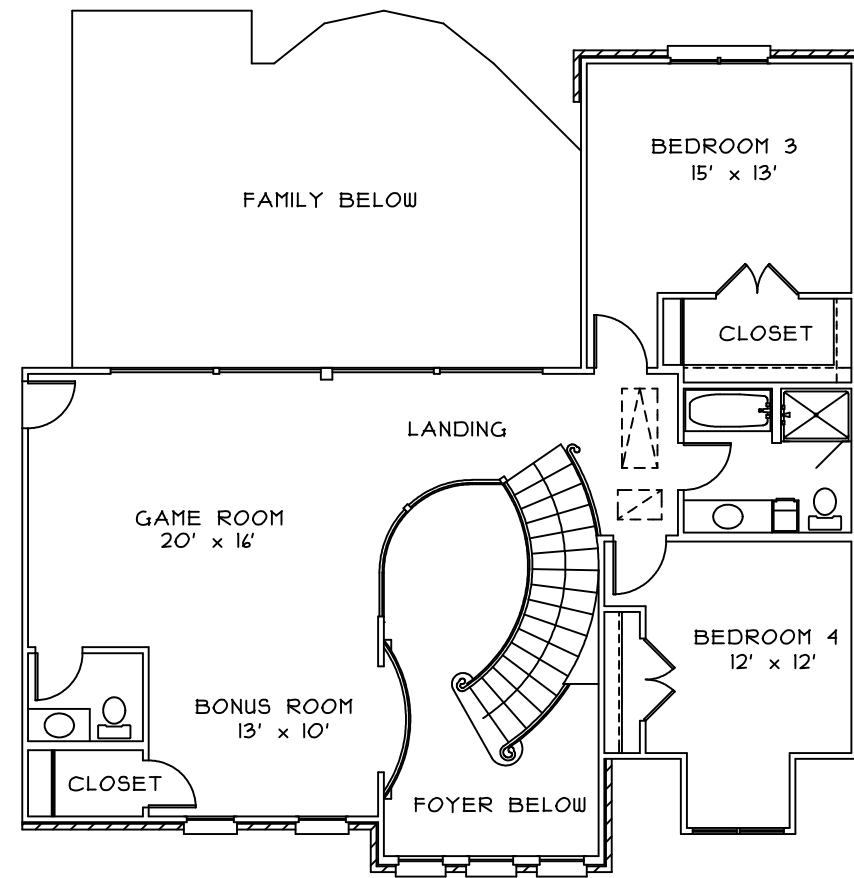 BEDROOM 3
15' x 13'
FAMILY BELOW
CLOSET
LANDING
GAME ROOM
20' x 16'
BEDROOM 4
12' x 12'
BONUS ROOM
13' x 10'
CLOSET
FOYER BELOW